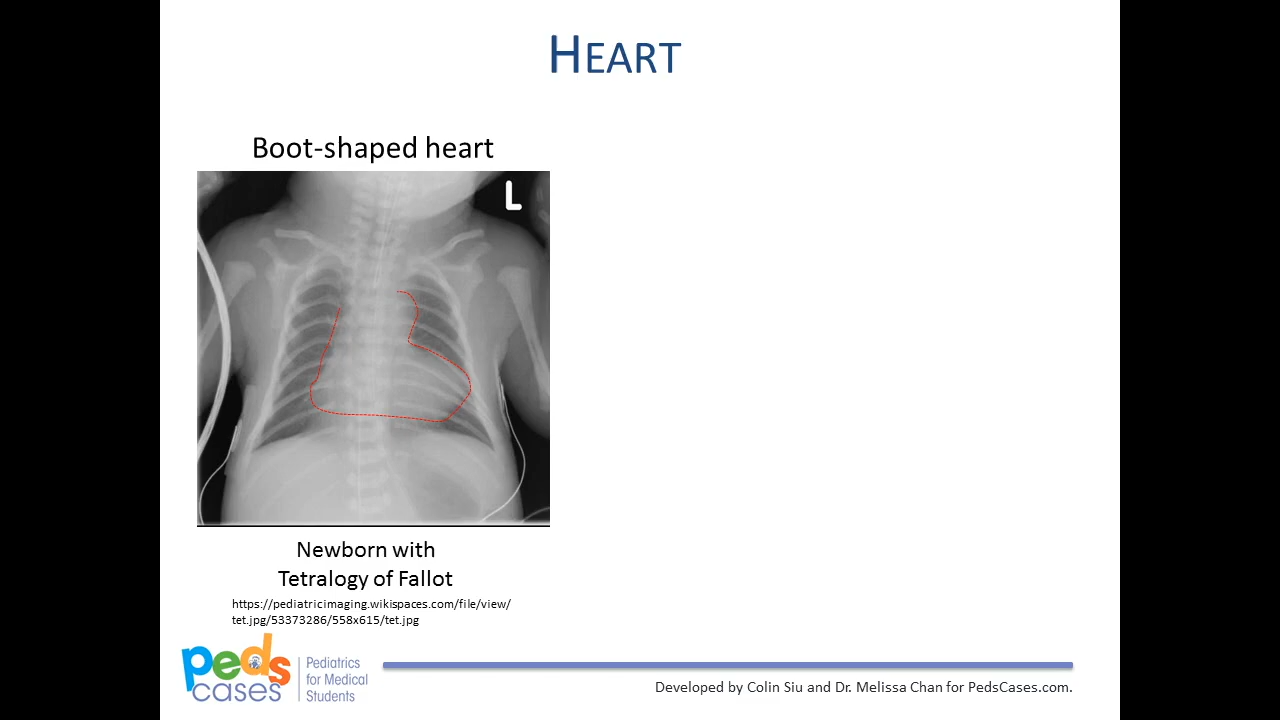 HEART
Boot-shaped heart
L
Newborn with
Tetralogy of Fallot
https://pediatricimaging.wikispaces.com/file/view/
tet.jpg/53373286/558x615/tet.jpg
peds
cases
Pediatrics
for Medical
Students
Developed by Colin Siu and Dr. Melissa Chan for PedsCases.com.